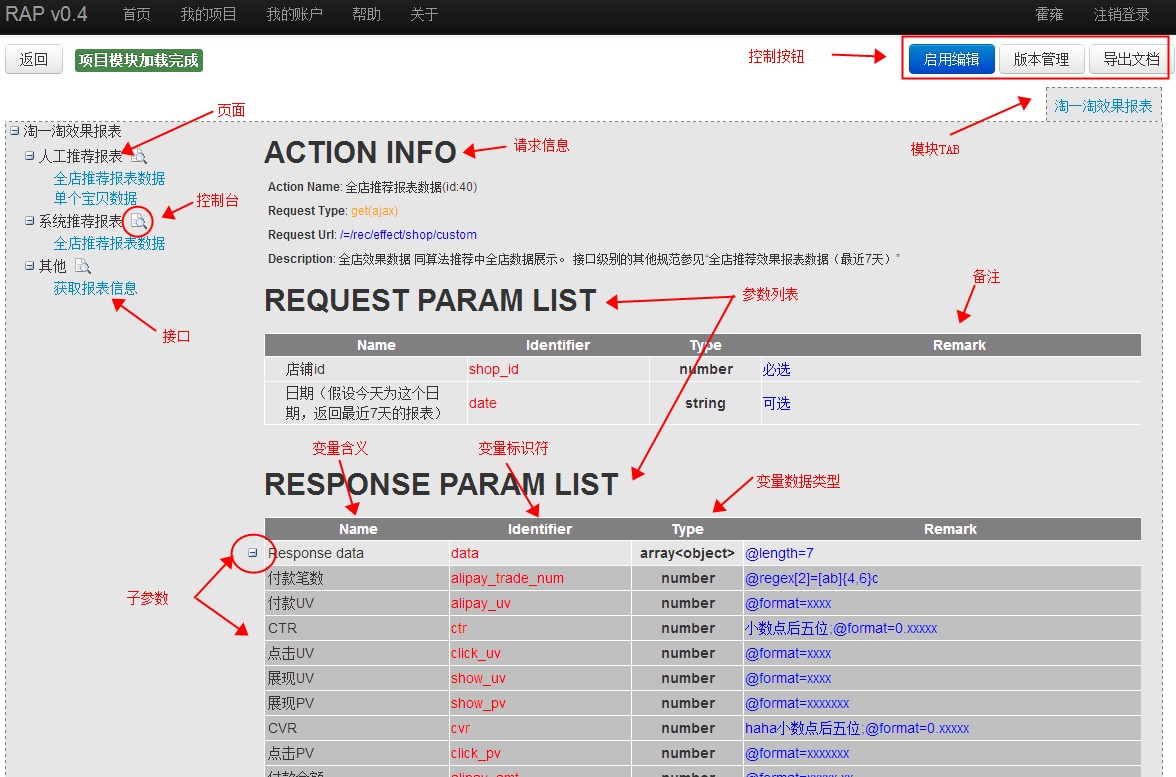 RAP v0.4 首页 我的项目 我的账户 帮助 关于 霍雍 注销登录
返回 项目模块加载完成 控制按钮 启用编辑 版本管理 导出文档
淘一淘效果报表
模块TAB
页面
淘一淘效果报表
人工推荐报表
全店推荐报表数据
单个宝贝数据
控制台
系统推荐报表
全店推荐报表数据
其他
获取报表信息
接口
ACTION INFO 请求信息
Action Name: 全店推荐报表数据(id:40)
Request Type: get(ajax)
Request Url: /=/rec/effect/shop/custom
Description: 全店效果数据 同算法推荐中全店数据展示。 接口级别的其他规范参见"全店推荐效果报表数据（最近7天）"
备注
REQUEST PARAM LIST 参数列表
Name Identifier Type Remark
店铺id shop_id number 必选
日期（假设今天为这个日
期，返回最近7天的报表） date string 可选
变量含义 变量标识符
RESPONSE PARAM LIST 变量数据类型
Name Identifier Type Remark
Response data data array<object> @length=7
付款笔数 alipay_trade_num number @regex[2]=[ab]{4,6}c
子参数
付款UV alipay_uv number @format=xxxx
CTR ctr number 小数点后五位;@format=0.xxxxx
点击UV click_uv number @format=xxxx
展现UV show_uv number @format=xxxx
展现PV show_pv number @format=xxxxxxx
CVR cvr number haha小数点后五位;@format=0.xxxxx
点击PV click_pv number @format=xxxxxxx
付款金额 alipay_amt number @format=xxxxx.xx